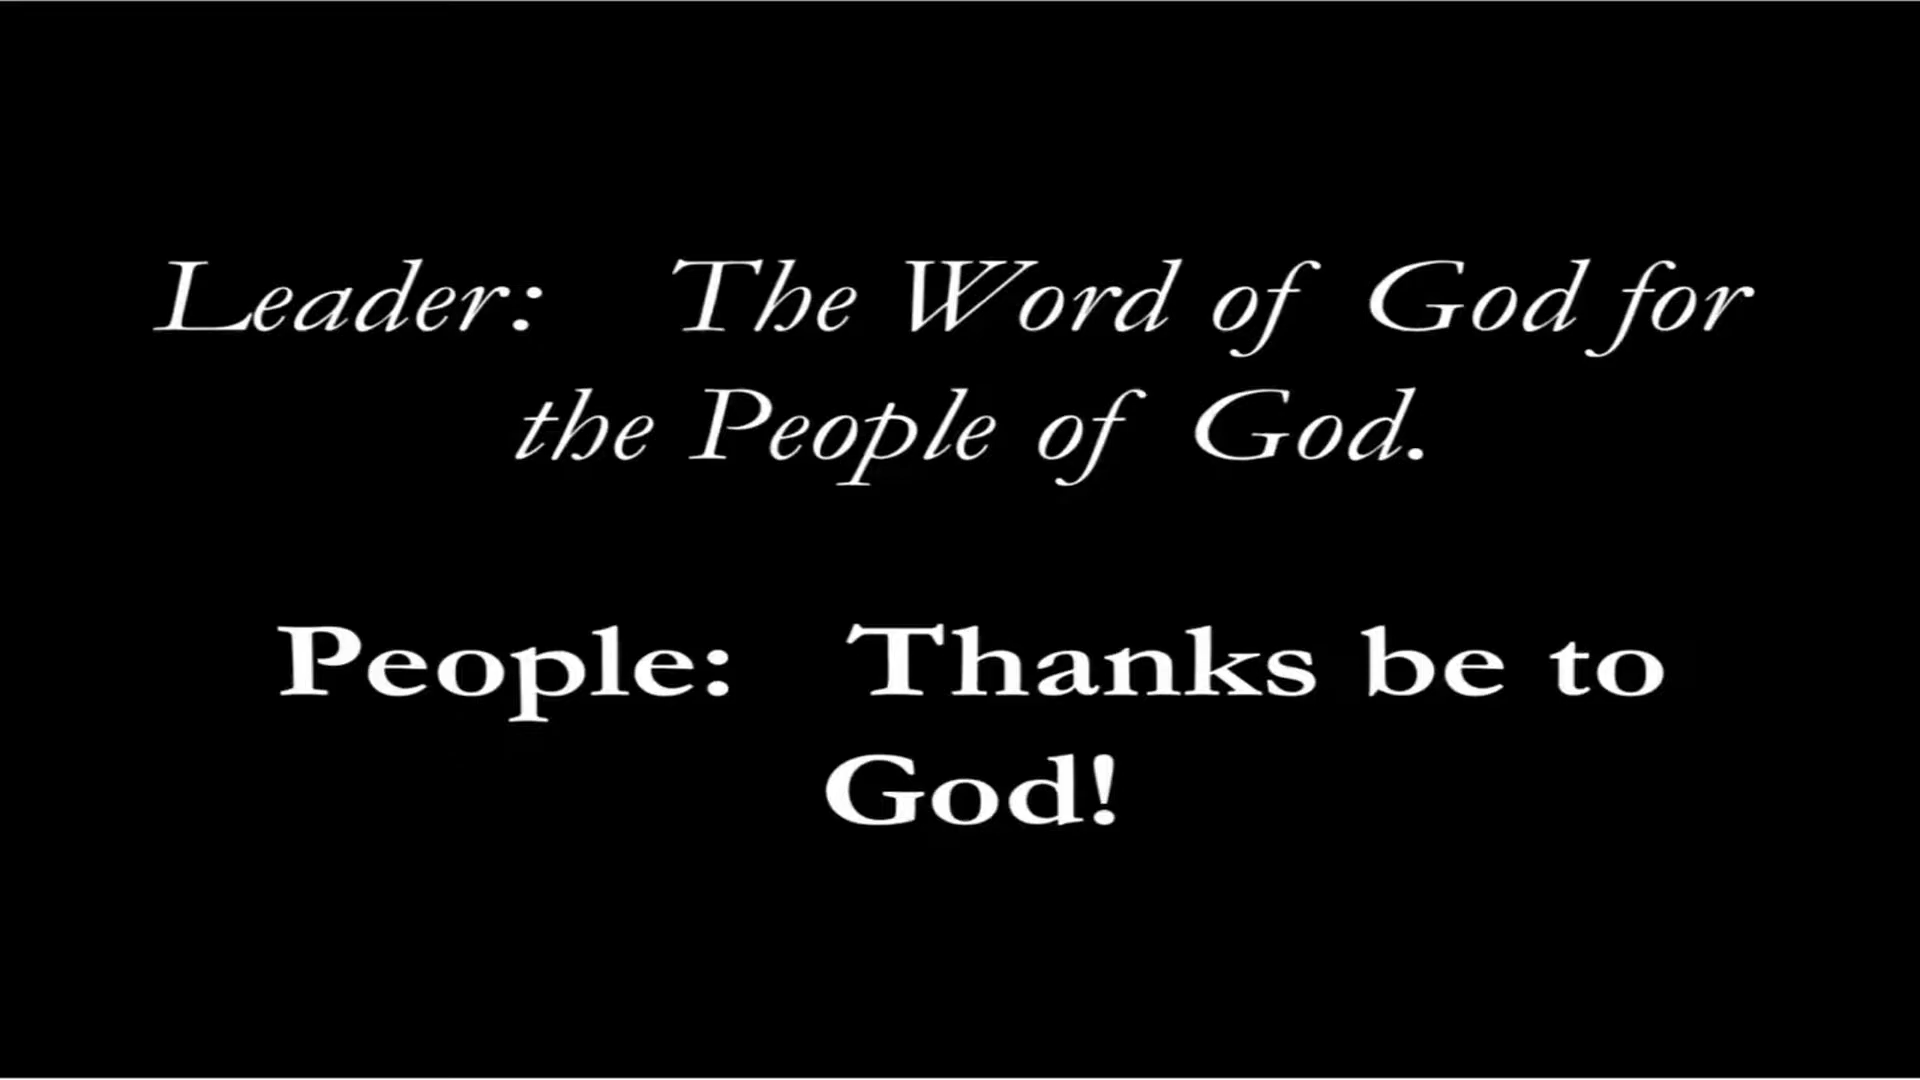 Leader: The Word of God for
the People of God.
People: Thanks be to
God!